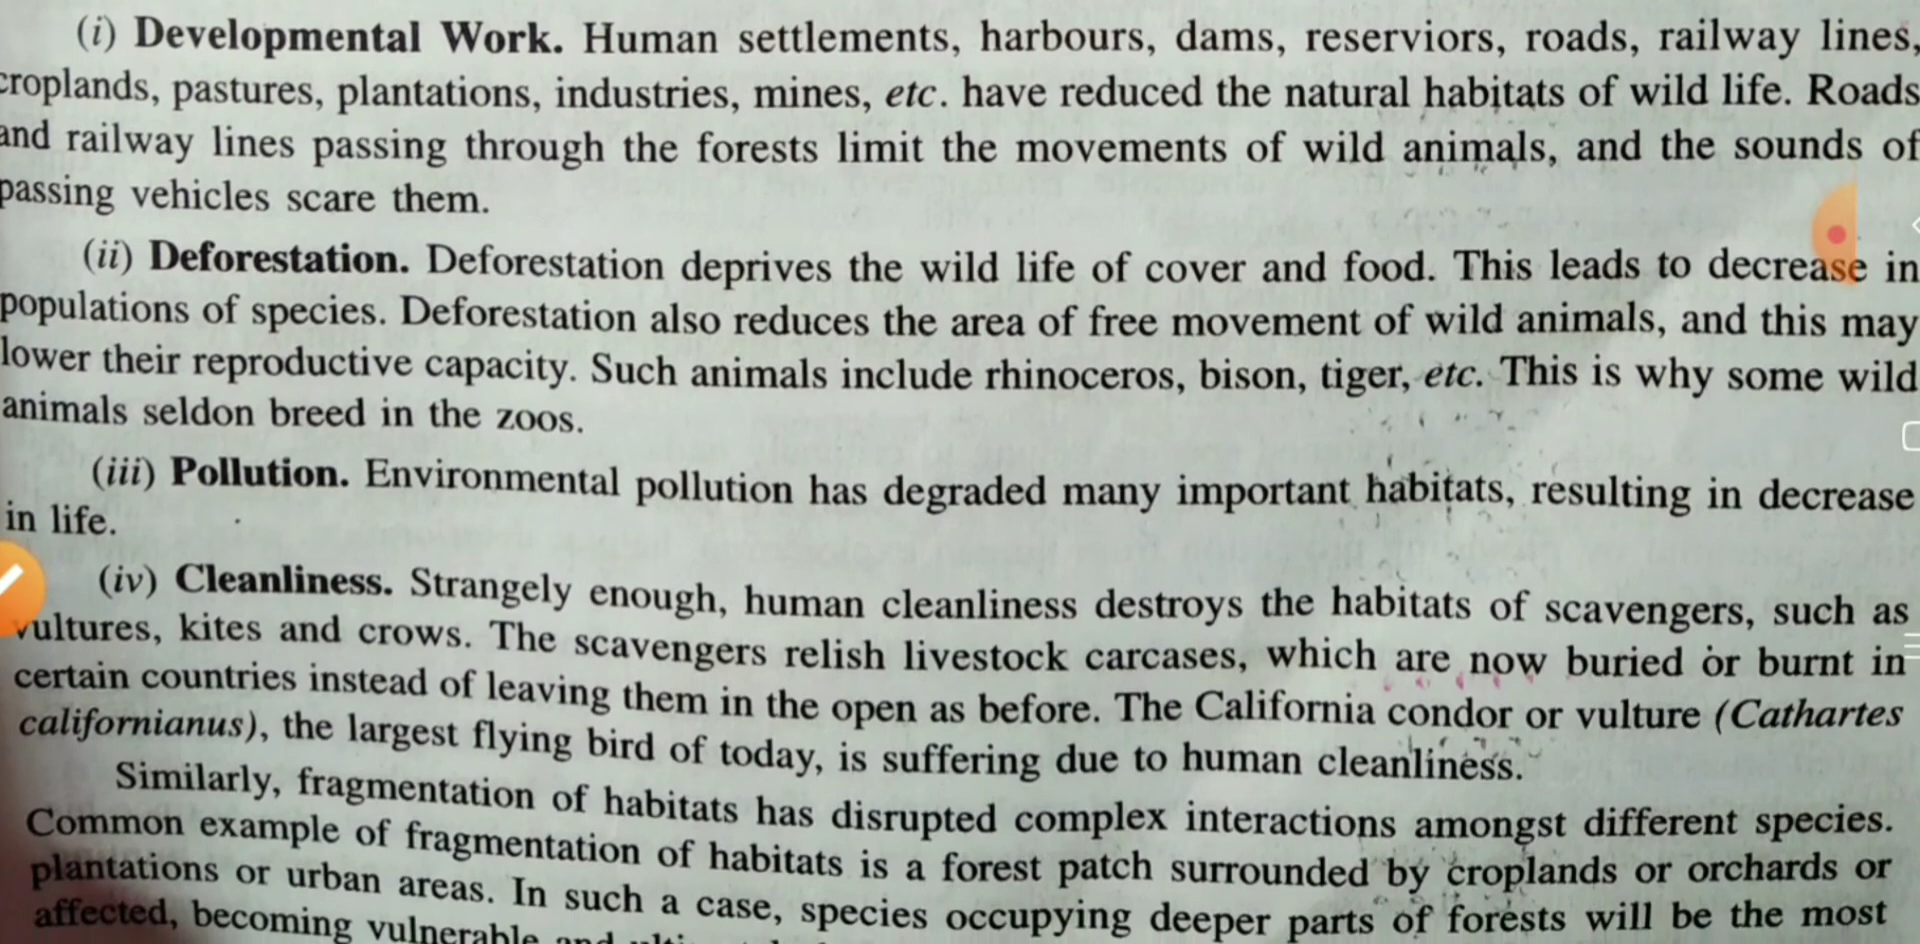 (i) Developmental Work. Human settlements, harbours, dams, reserviors, roads, railway lines,
croplands, pastures, plantations, industries, mines, etc. have reduced the natural habitats of wild life. Roads
and railway lines passing through the forests limit the movements of wild animals, and the sounds of
passing vehicles scare them.
(ii) Deforestation. Deforestation deprives the wild life of cover and food. This leads to decrease in
populations of species. Deforestation also reduces the area of free movement of wild animals, and this may
lower their reproductive capacity. Such animals include rhinoceros, bison, tiger, etc. This is why some wild
animals seldon breed in the zoos.
(iii) Pollution. Environmental pollution has degraded many important habitats, resulting in decrease
in life.
(iv) Cleanliness. Strangely enough, human cleanliness destroys the habitats of scavengers, such as
vultures, kites and crows. The scavengers relish livestock carcases, which are now buried or burnt in
certain countries instead of leaving them in the open as before. The California condor or vulture (Cathartes
californianus), the largest flying bird of today, is suffering due to human cleanliness.
Similarly, fragmentation of habitats has disrupted complex interactions amongst different species.
Common example of fragmentation of habitats is a forest patch surrounded by croplands or orchards or
plantations or urban areas. In such a case, species occupying deeper parts of forests will be the most
affected, becoming vulnerable and